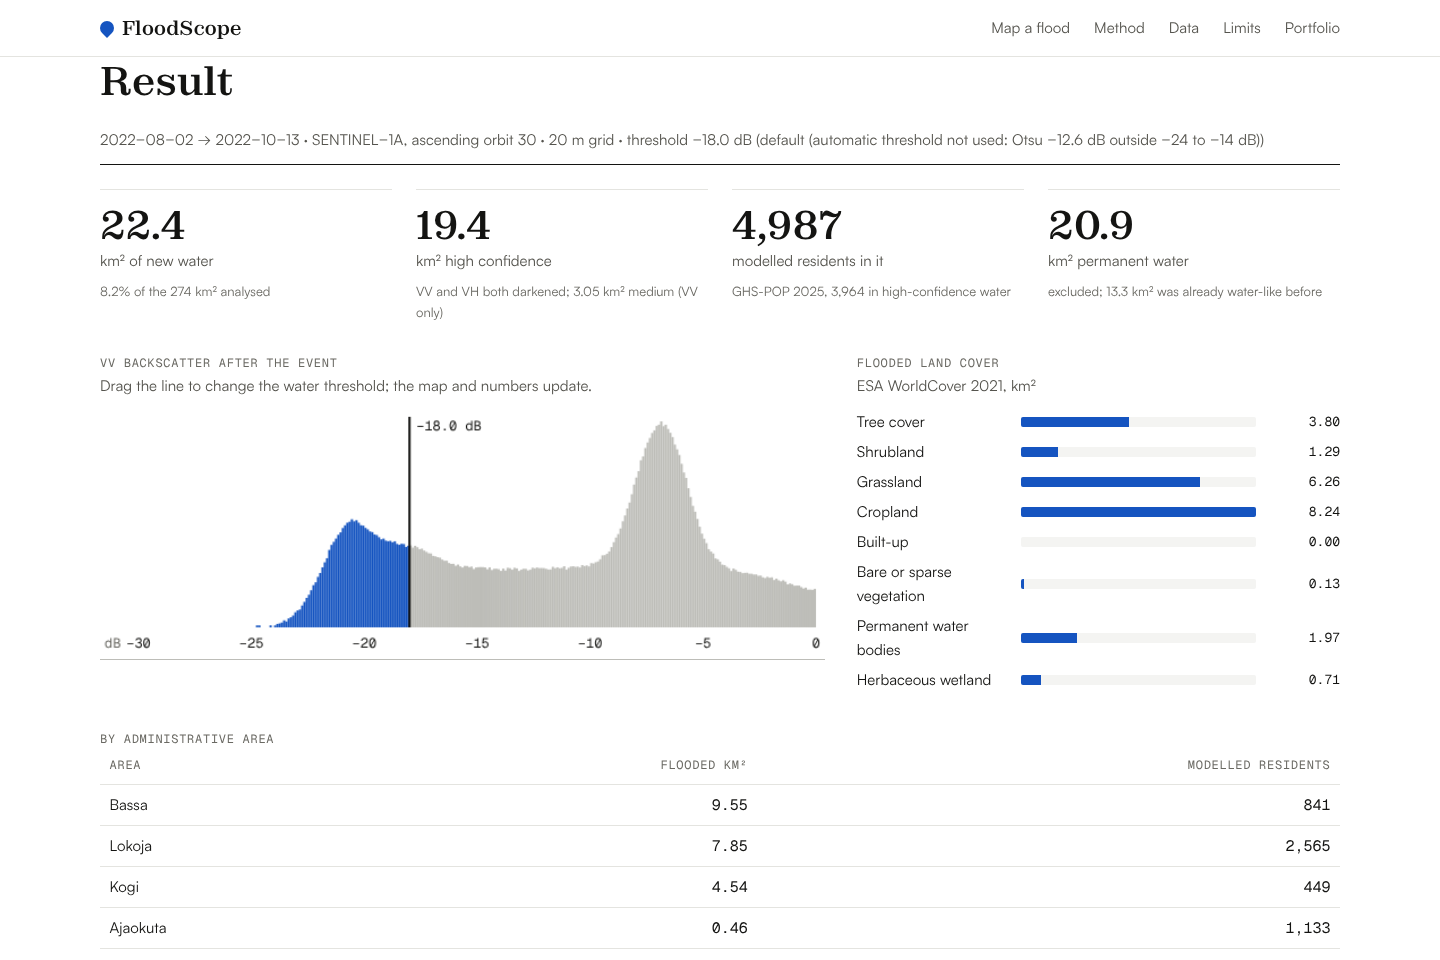 FloodScope
Map a flood
Method
Data
Limits
Portfolio
Result
2022−08−02 → 2022−10−13 · SENTINEL−1A, ascending orbit 30 · 20 m grid · threshold −18.0 dB (default (automatic threshold not used: Otsu −12.6 dB outside −24 to −14 dB))
22.4
km² of new water
8.2% of the 274 km² analysed
19.4
km² high confidence
VV and VH both darkened; 3.05 km² medium (VV
only)
4,987
modelled residents in it
GHS-POP 2025, 3,964 in high-confidence water
20.9
km² permanent water
excluded; 13.3 km² was already water-like before
VV BACKSCATTER AFTER THE EVENT
Drag the line to change the water threshold; the map and numbers update.
−18.0 dB
dB −30 −25 −20 −15 −10 −5 0
FLOODED LAND COVER
ESA WorldCover 2021, km²
Tree cover 3.80
Shrubland 1.29
Grassland 6.26
Cropland 8.24
Built-up 0.00
Bare or sparse
vegetation 0.13
Permanent water
bodies 1.97
Herbaceous wetland 0.71
BY ADMINISTRATIVE AREA
AREA FLOODED KM² MODELLED RESIDENTS
Bassa 9.55 841
Lokoja 7.85 2,565
Kogi 4.54 449
Ajaokuta 0.46 1,133